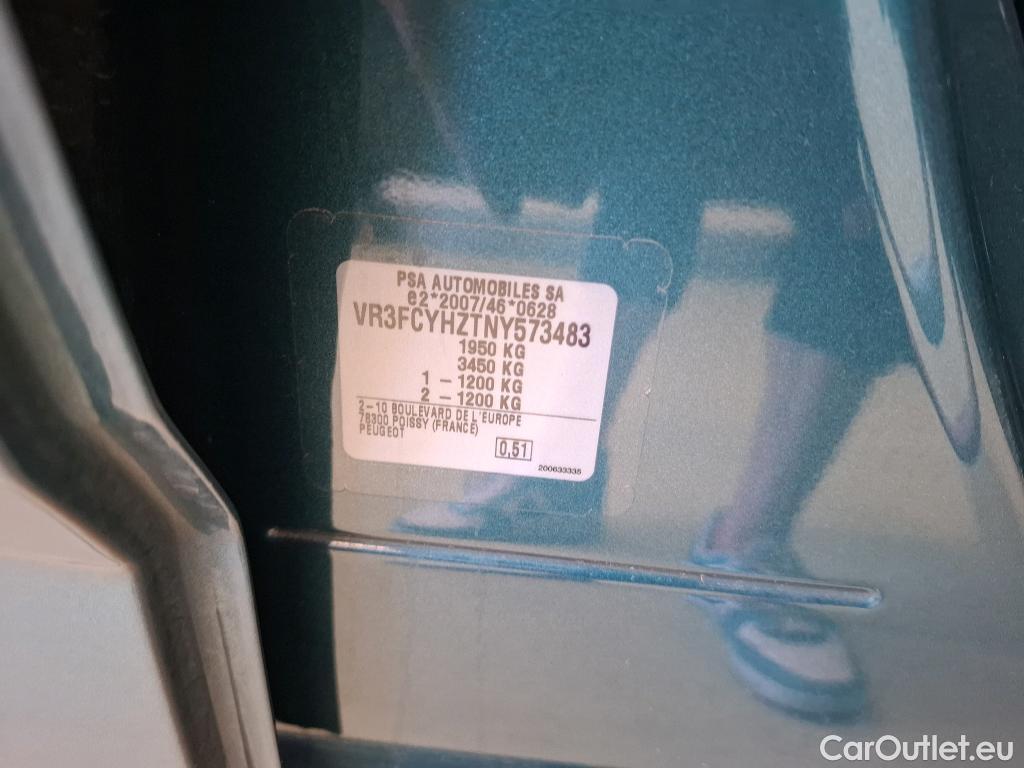 PSA AUTOMOBILES SA
e2*2007/46*0628
VR3FCYHZTNY573483
1950 KG
3450 KG
1 - 1200 KG
2 - 1200 KG
2-10 BOULEVARD DE L'EUROPE
78300 POISSY (FRANCE)
PEUGEOT
0,51
200633335
CarOutlet.eu